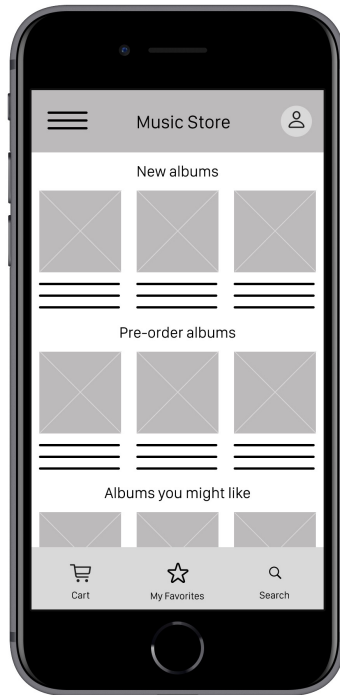 Music Store
New albums
Pre-order albums
Albums you might like
Cart
My Favorites
Search